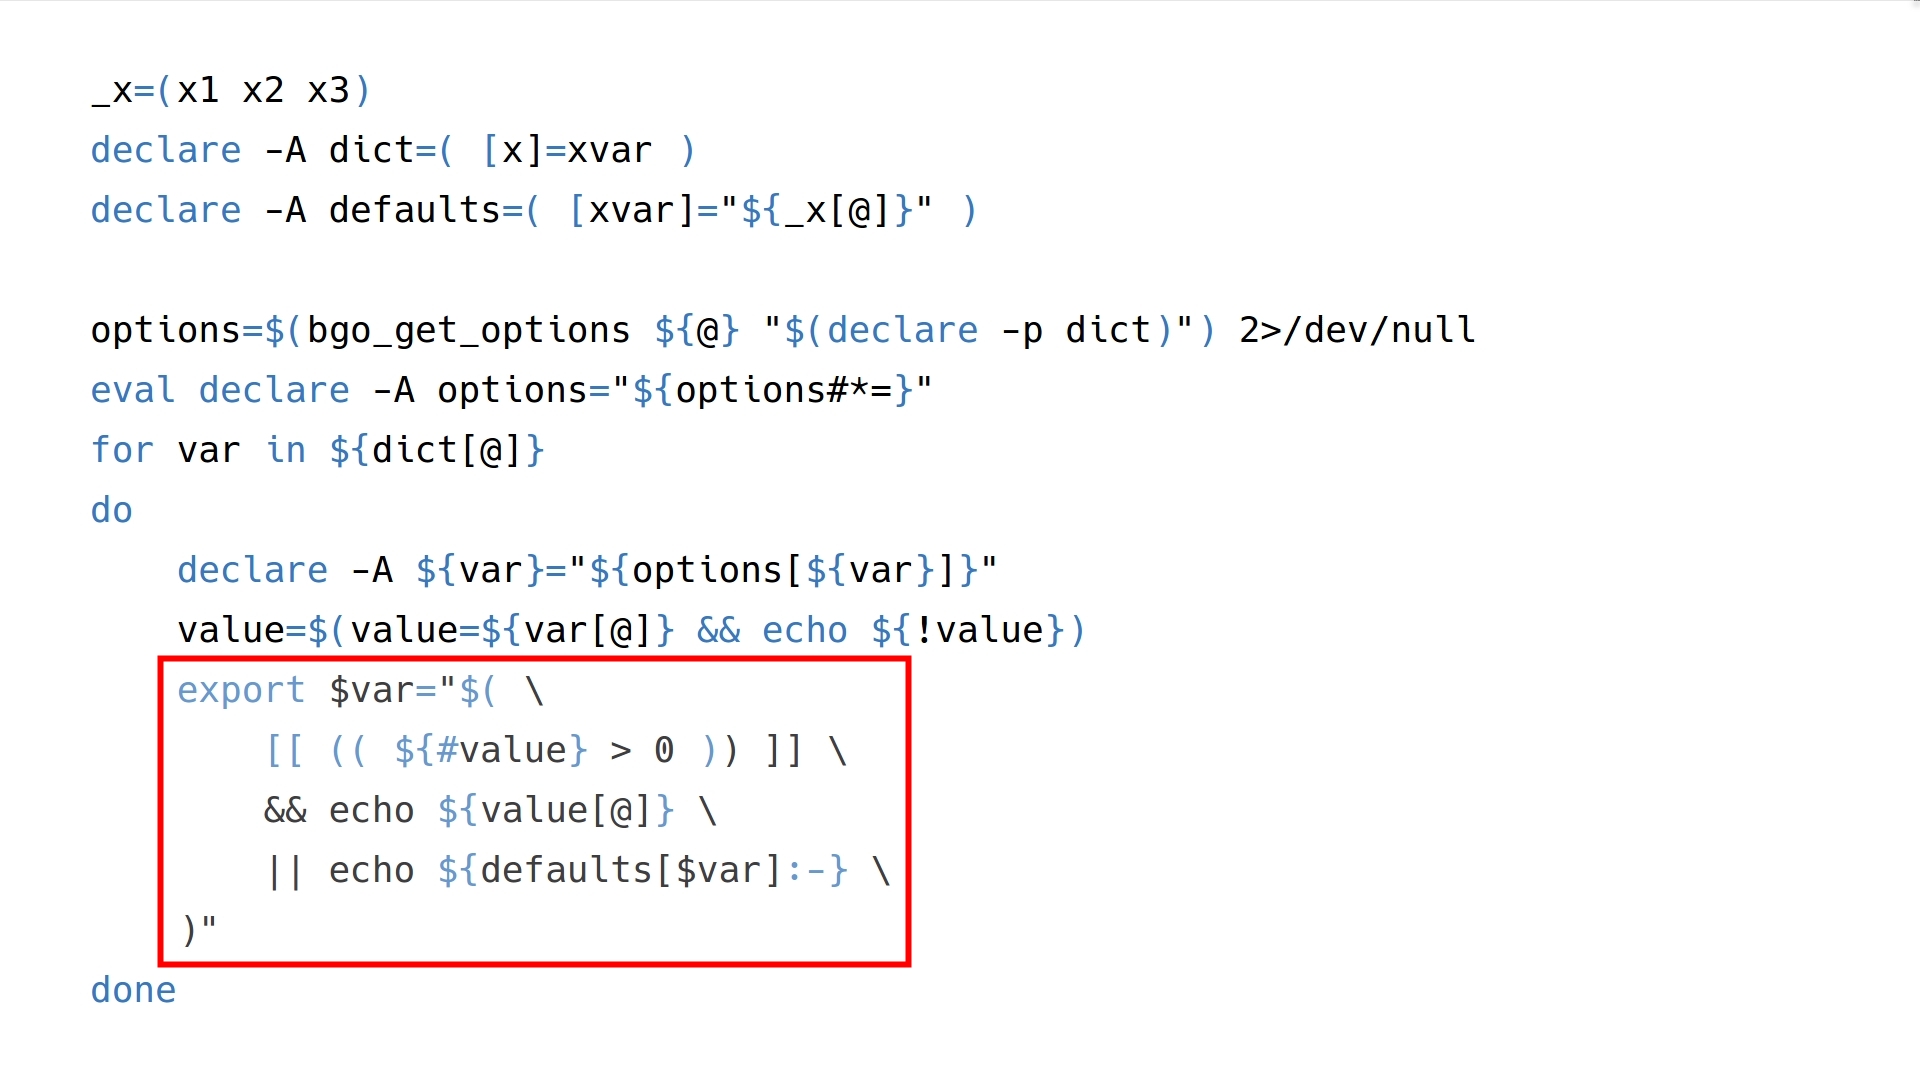 _x=(x1 x2 x3)
declare -A dict=( [x]=xvar )
declare -A defaults=( [xvar]="${_x[@]}" )
options=$(bgo_get_options ${@} "$(declare -p dict)") 2>/dev/null
eval declare -A options="${options#*=}"
for var in ${dict[@]}
do
declare -A ${var}="${options[${var}]}"
value=$(value=${var[@]} && echo ${!value})
export $var="$( \
[[ (( ${#value} > 0 )) ]] \
&& echo ${value[@]} \
|| echo ${defaults[$var]:-} \
)"
done